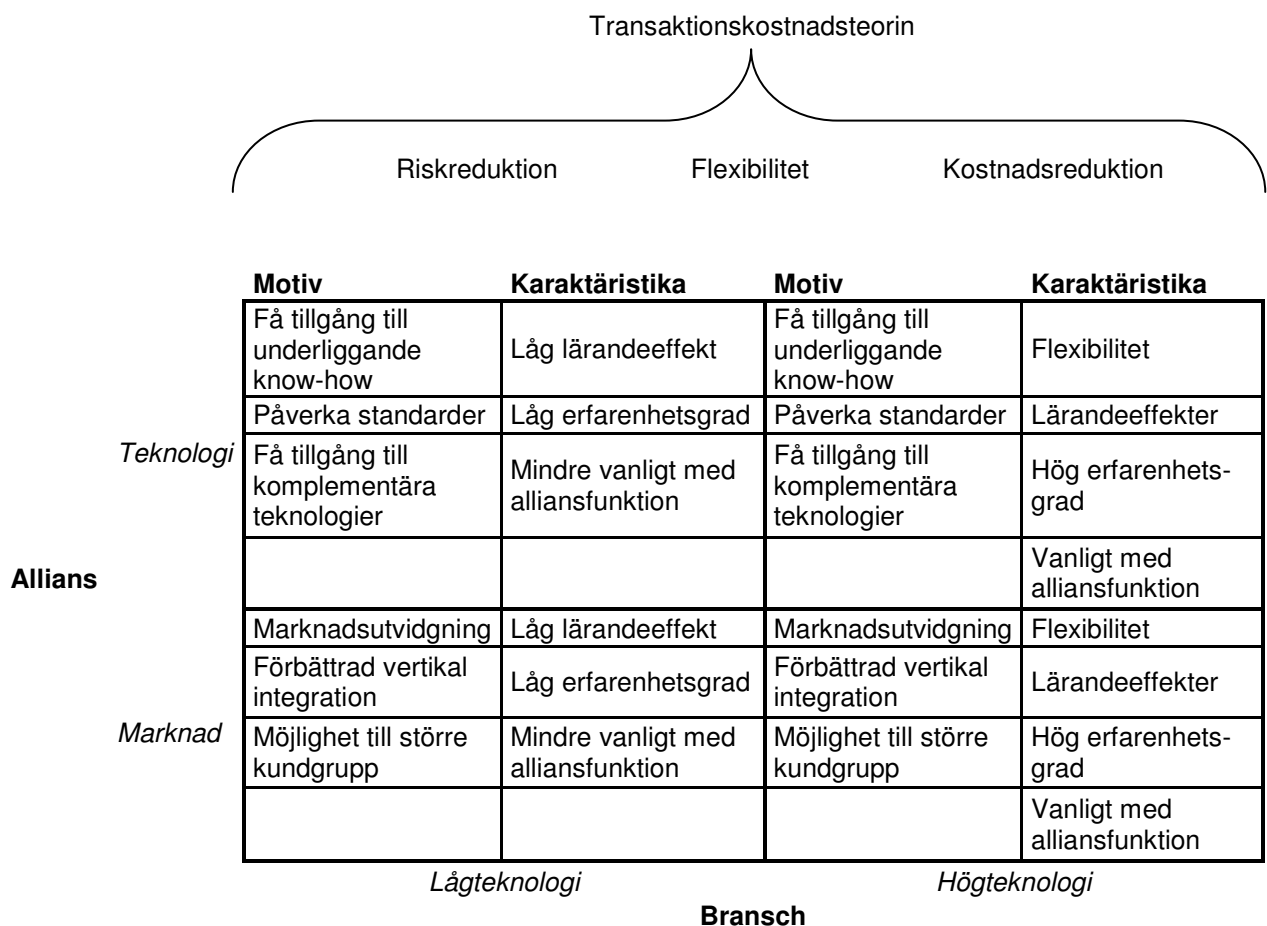 Transaktionskostnadsteorin
Riskreduktion Flexibilitet Kostnadsreduktion
Motiv Karaktäristika Motiv Karaktäristika
Få tillgång till
underliggande
know-how
Låg lärandeeffekt
Få tillgång till
underliggande
know-how
Flexibilitet
Påverka standarder
Låg erfarenhetsgrad
Påverka standarder
Lärandeeffekter
Teknologi
Få tillgång till
komplementära
teknologier
Mindre vanligt med
alliansfunktion
Få tillgång till
komplementära
teknologier
Hög erfarenhets-
grad
Vanligt med
alliansfunktion
Allians
Marknadsutvidgning
Låg lärandeeffekt
Marknadsutvidgning
Flexibilitet
Förbättrad vertikal
integration
Låg erfarenhetsgrad
Förbättrad vertikal
integration
Lärandeeffekter
Marknad
Möjlighet till större
kundgrupp
Mindre vanligt med
alliansfunktion
Möjlighet till större
kundgrupp
Hög erfarenhets-
grad
Vanligt med
alliansfunktion
Lågteknologi Högteknologi
Bransch